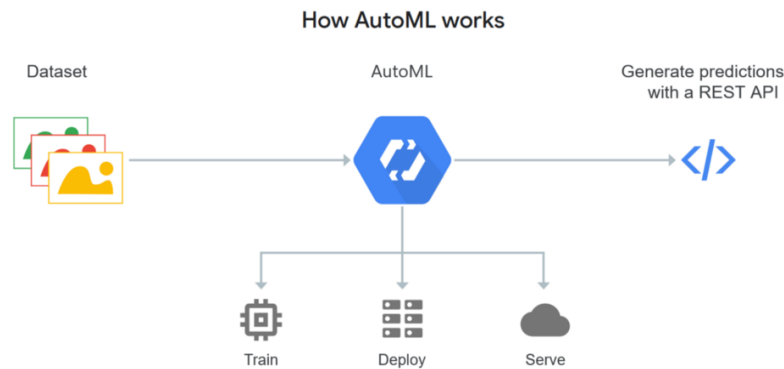 How AutoML works
Dataset
AutoML
Generate predictions
with a REST API
Train
Deploy
Serve